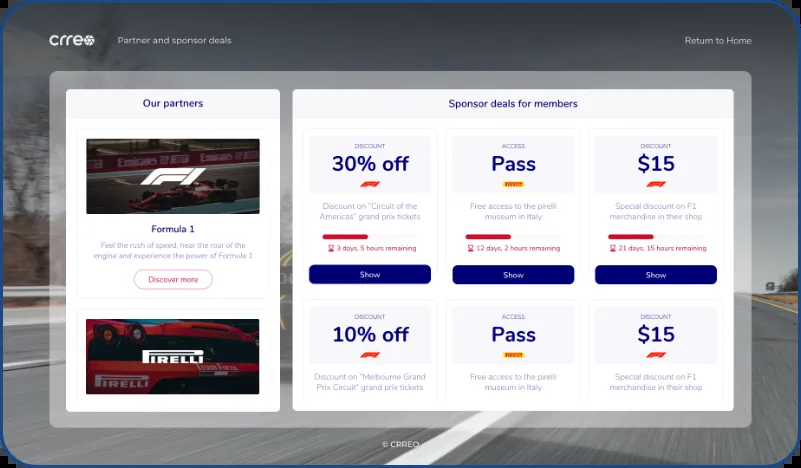 crreo
Partner and sponsor deals
Return to Home
Our partners
Emirates
F1
Formula 1
Feel the rush of speed, hear the roar of the
engine and experience the power of Formula 1
Discover more
PIRELLI
PIRELLI
Sponsor deals for members
DISCOUNT
30% off
Discount on "Circuit of the
Americas" grand prix tickets
3 days, 5 hours remaining
Show
ACCESS
Pass
PIRELLI
Free access to the pirelli
museum in Italy
12 days, 2 hours remaining
Show
DISCOUNT
$15
Special discount on F1
merchandise in their shop
21 days, 15 hours remaining
Show
DISCOUNT
10% off
Discount on "Melbourne Grand
Prix Circuit" grand prix tickets
ACCESS
Pass
PIRELLI
Free access to the pirelli
museum in Italy
DISCOUNT
$15
Special discount on F1
merchandise in their shop
© CRREO